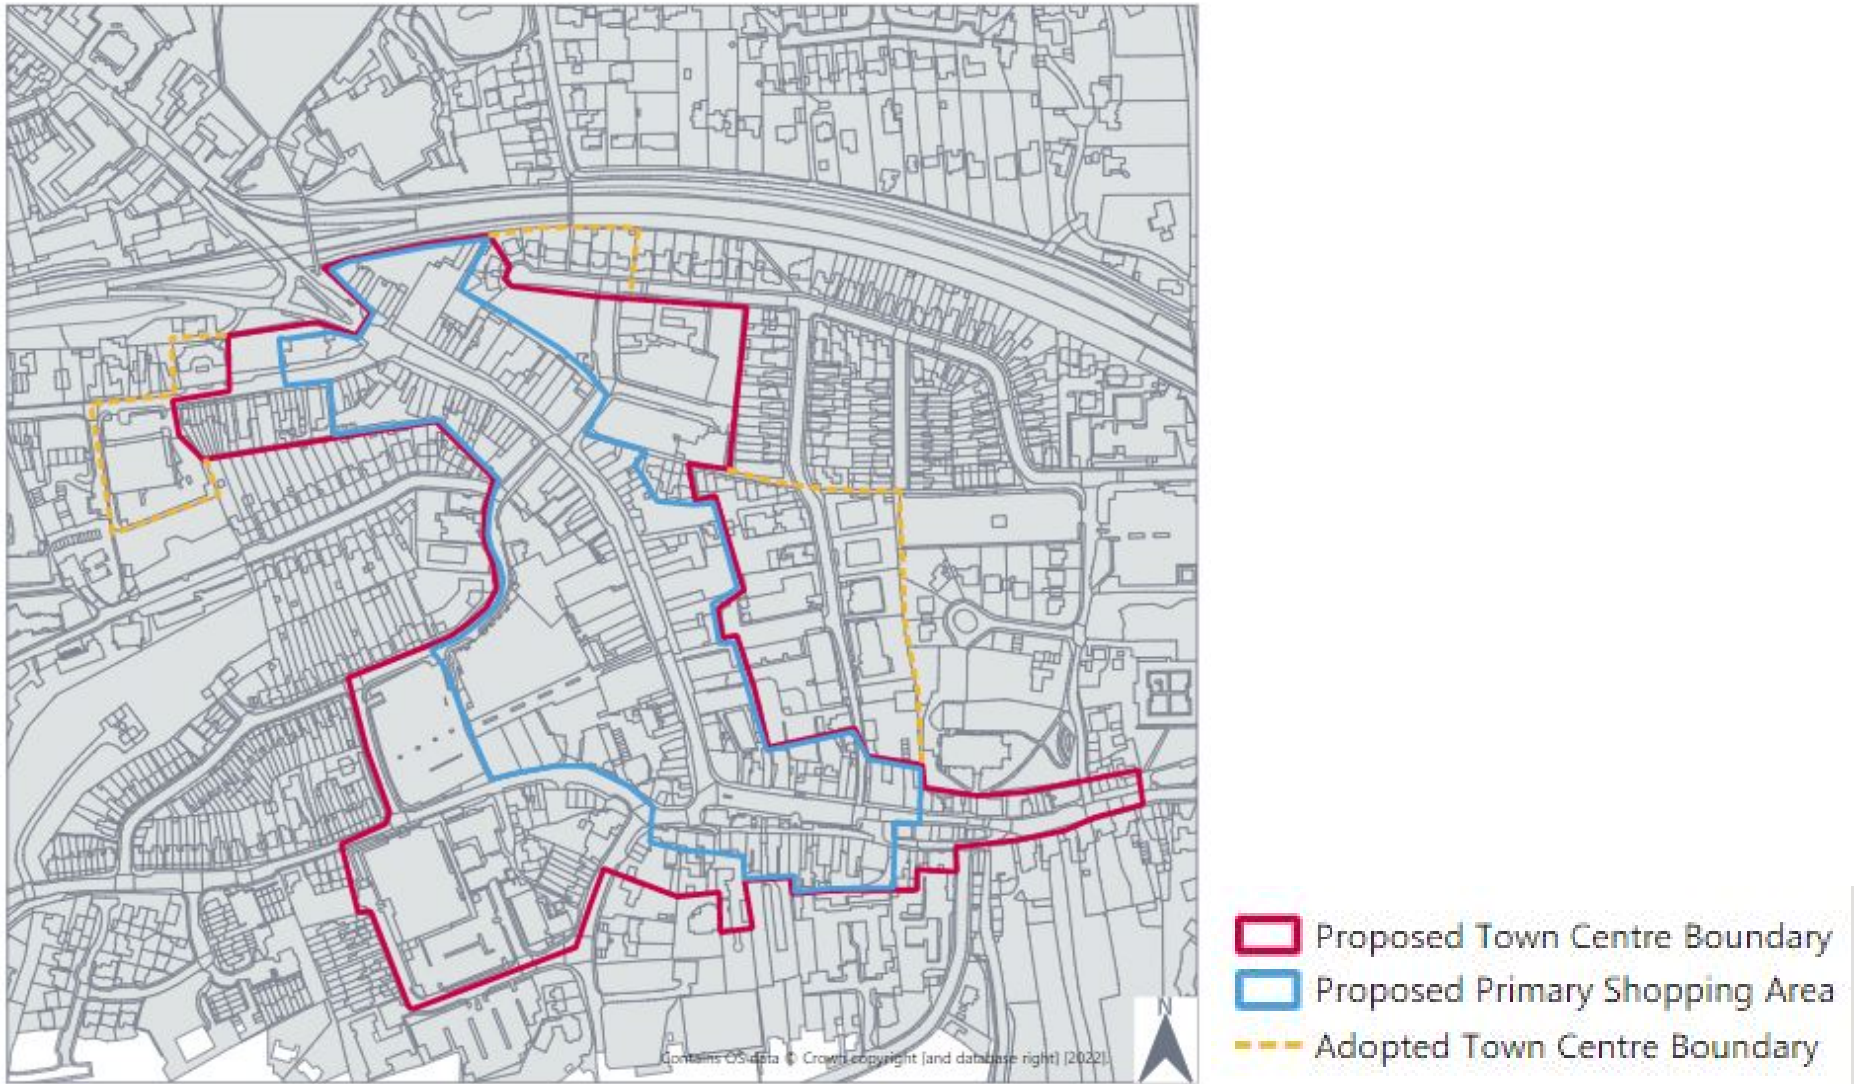 Proposed Town Centre Boundary
Proposed Primary Shopping Area
Adopted Town Centre Boundary
N
Contains OS data © Crown copyright [and database right] [2022].